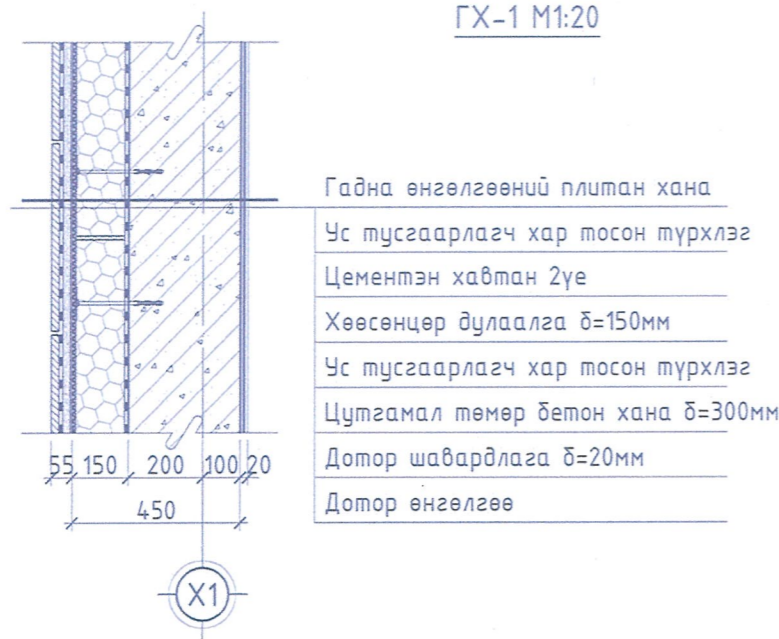 ГХ-1 М1:20
Гадна өнгөлгөөний плитан хана
Ус тусгаарлагч хар тосон түрхлэг
Цементэн хавтан 2үе
Хөөсөнцөр дулаалга δ=150мм
Ус тусгаарлагч хар тосон түрхлэг
Цутгамал төмөр бетон хана δ=300мм
Дотор шавардлага δ=20мм
Дотор өнгөлгөө
55 150 200 100 20
450
X1